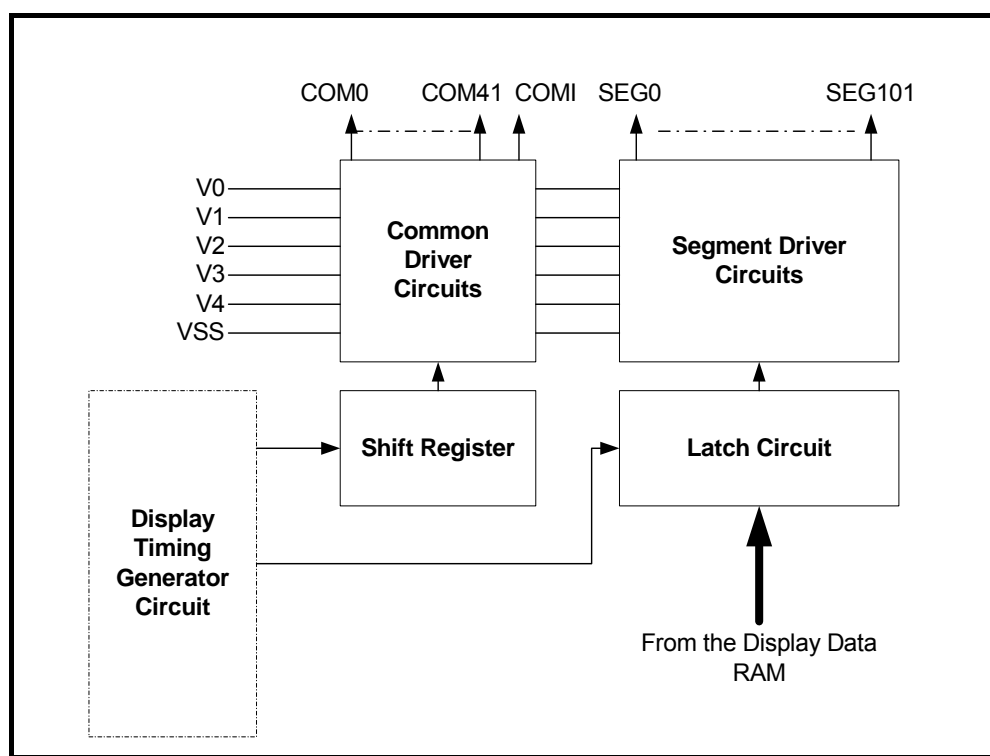 COM0 COM41 COMI SEG0 SEG101
V0
V1
V2
V3
V4
VSS
Common
Driver
Circuits
Segment Driver
Circuits
Shift Register
Latch Circuit
Display
Timing
Generator
Circuit
From the Display Data
RAM